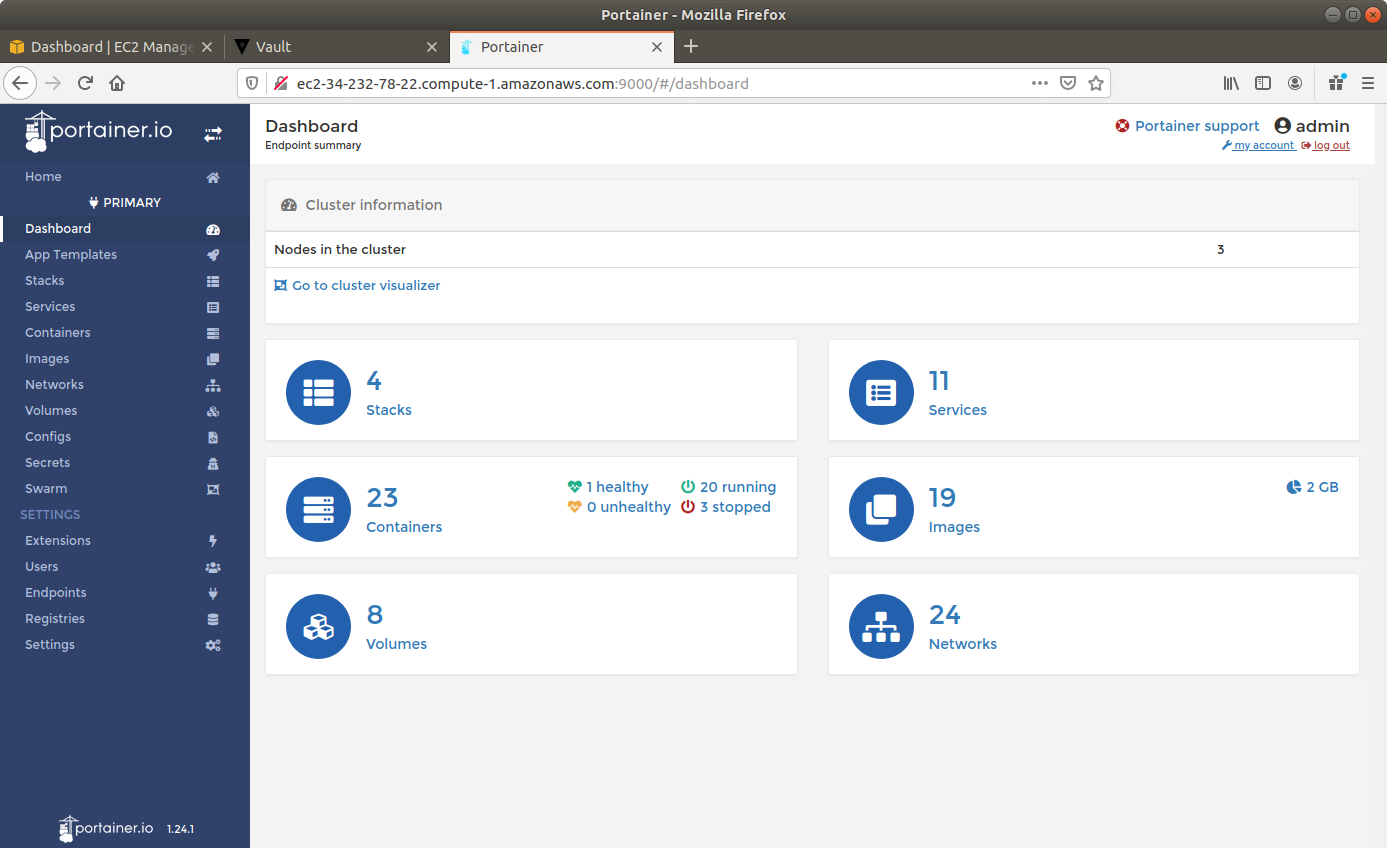 Portainer - Mozilla Firefox
Dashboard | EC2 Manage
Vault
Portainer
ec2-34-232-78-22.compute-1.amazonaws.com:9000/#/dashboard
portainer.io
Home
PRIMARY
Dashboard
App Templates
Stacks
Services
Containers
Images
Networks
Volumes
Configs
Secrets
Swarm
SETTINGS
Extensions
Users
Endpoints
Registries
Settings
portainer.io 1.24.1
Dashboard
Endpoint summary
Portainer support admin
my account log out
Cluster information
Nodes in the cluster 3
Go to cluster visualizer
4
Stacks
11
Services
23
Containers
1 healthy 20 running
0 unhealthy 3 stopped
19
Images
2 GB
8
Volumes
24
Networks